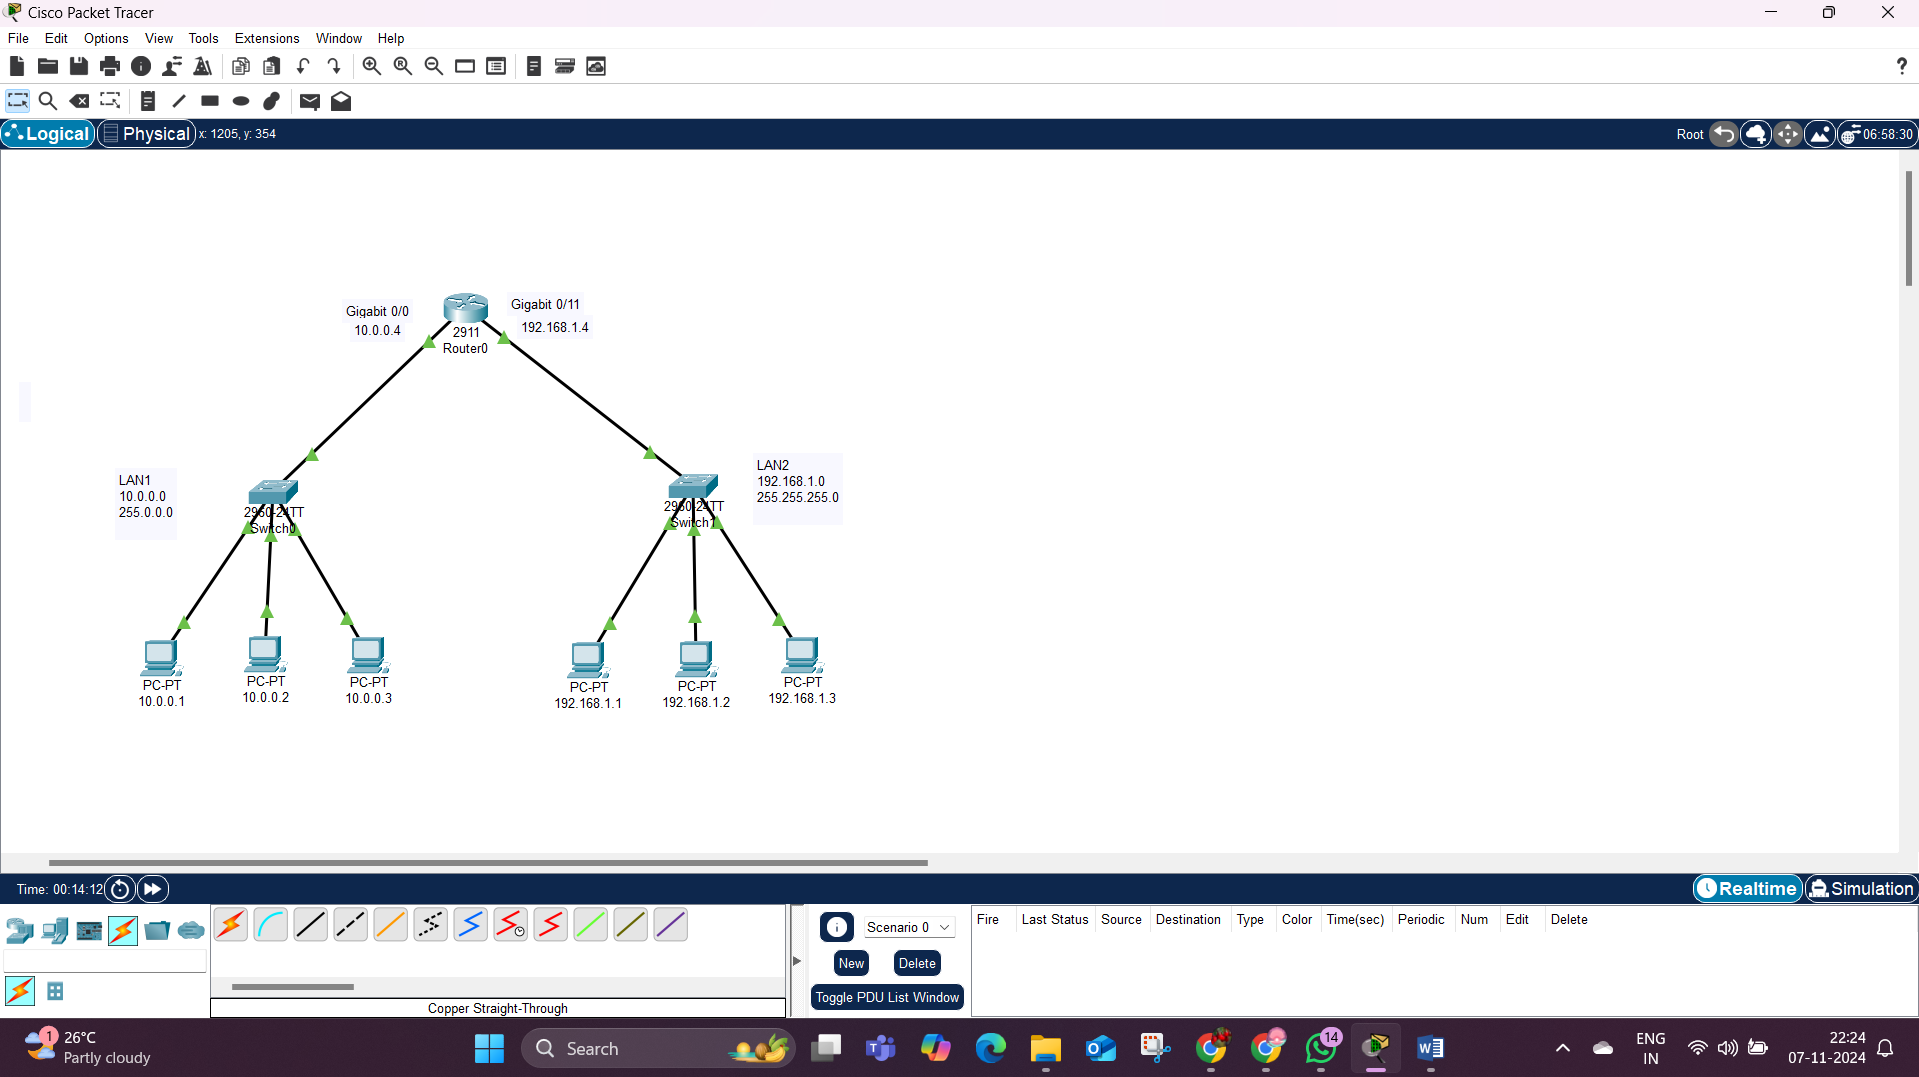 Cisco Packet Tracer
File Edit Options View Tools Extensions Window Help
?
Logical Physical x: 1205, y: 354 Root 06:58:30
Gigabit 0/0
10.0.0.4
Gigabit 0/11
192.168.1.4
2911
Router0
LAN1
10.0.0.0
255.0.0.0
2960-24TT
Switch0
LAN2
192.168.1.0
255.255.255.0
2960-24TT
Switch1
PC-PT
10.0.0.1
PC-PT
10.0.0.2
PC-PT
10.0.0.3
PC-PT
192.168.1.1
PC-PT
192.168.1.2
PC-PT
192.168.1.3
Time: 00:14:12 Realtime Simulation
Scenario 0
New Delete
Toggle PDU List Window
Fire Last Status Source Destination Type Color Time(sec) Periodic Num Edit Delete
Copper Straight-Through
1
26°C
Partly cloudy
Search
14
ENG
IN
22:24
07-11-2024